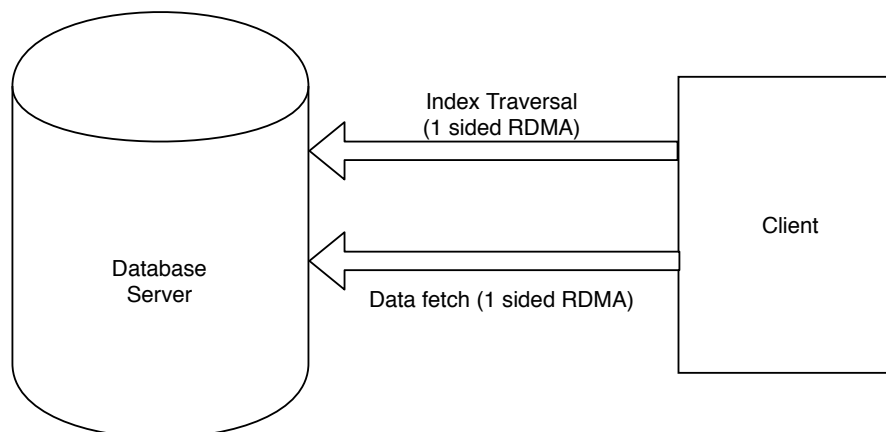 Index Traversal
(1 sided RDMA)
Database
Server
Client
Data fetch (1 sided RDMA)